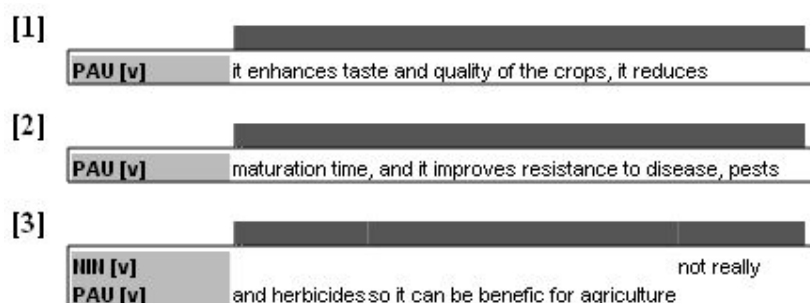 [1]
PAU [v] it enhances taste and quality of the crops, it reduces
[2]
PAU [v] maturation time, and it improves resistance to disease, pests
[3]
NIN [v] not really
PAU [v] and herbicides so it can be benefic for agriculture